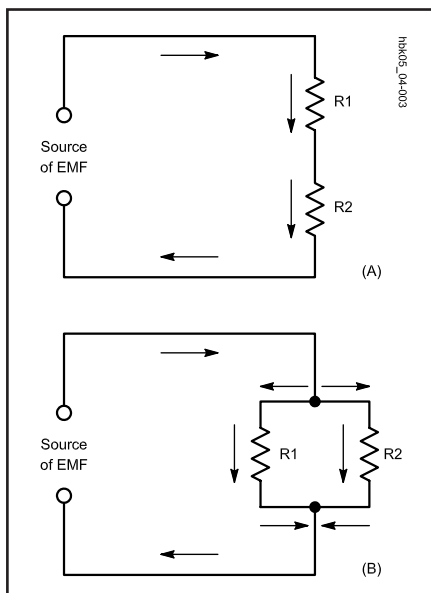 hbk05_04-003
R1
Source
of EMF
R2
(A)
Source
of EMF
R1
R2
(B)